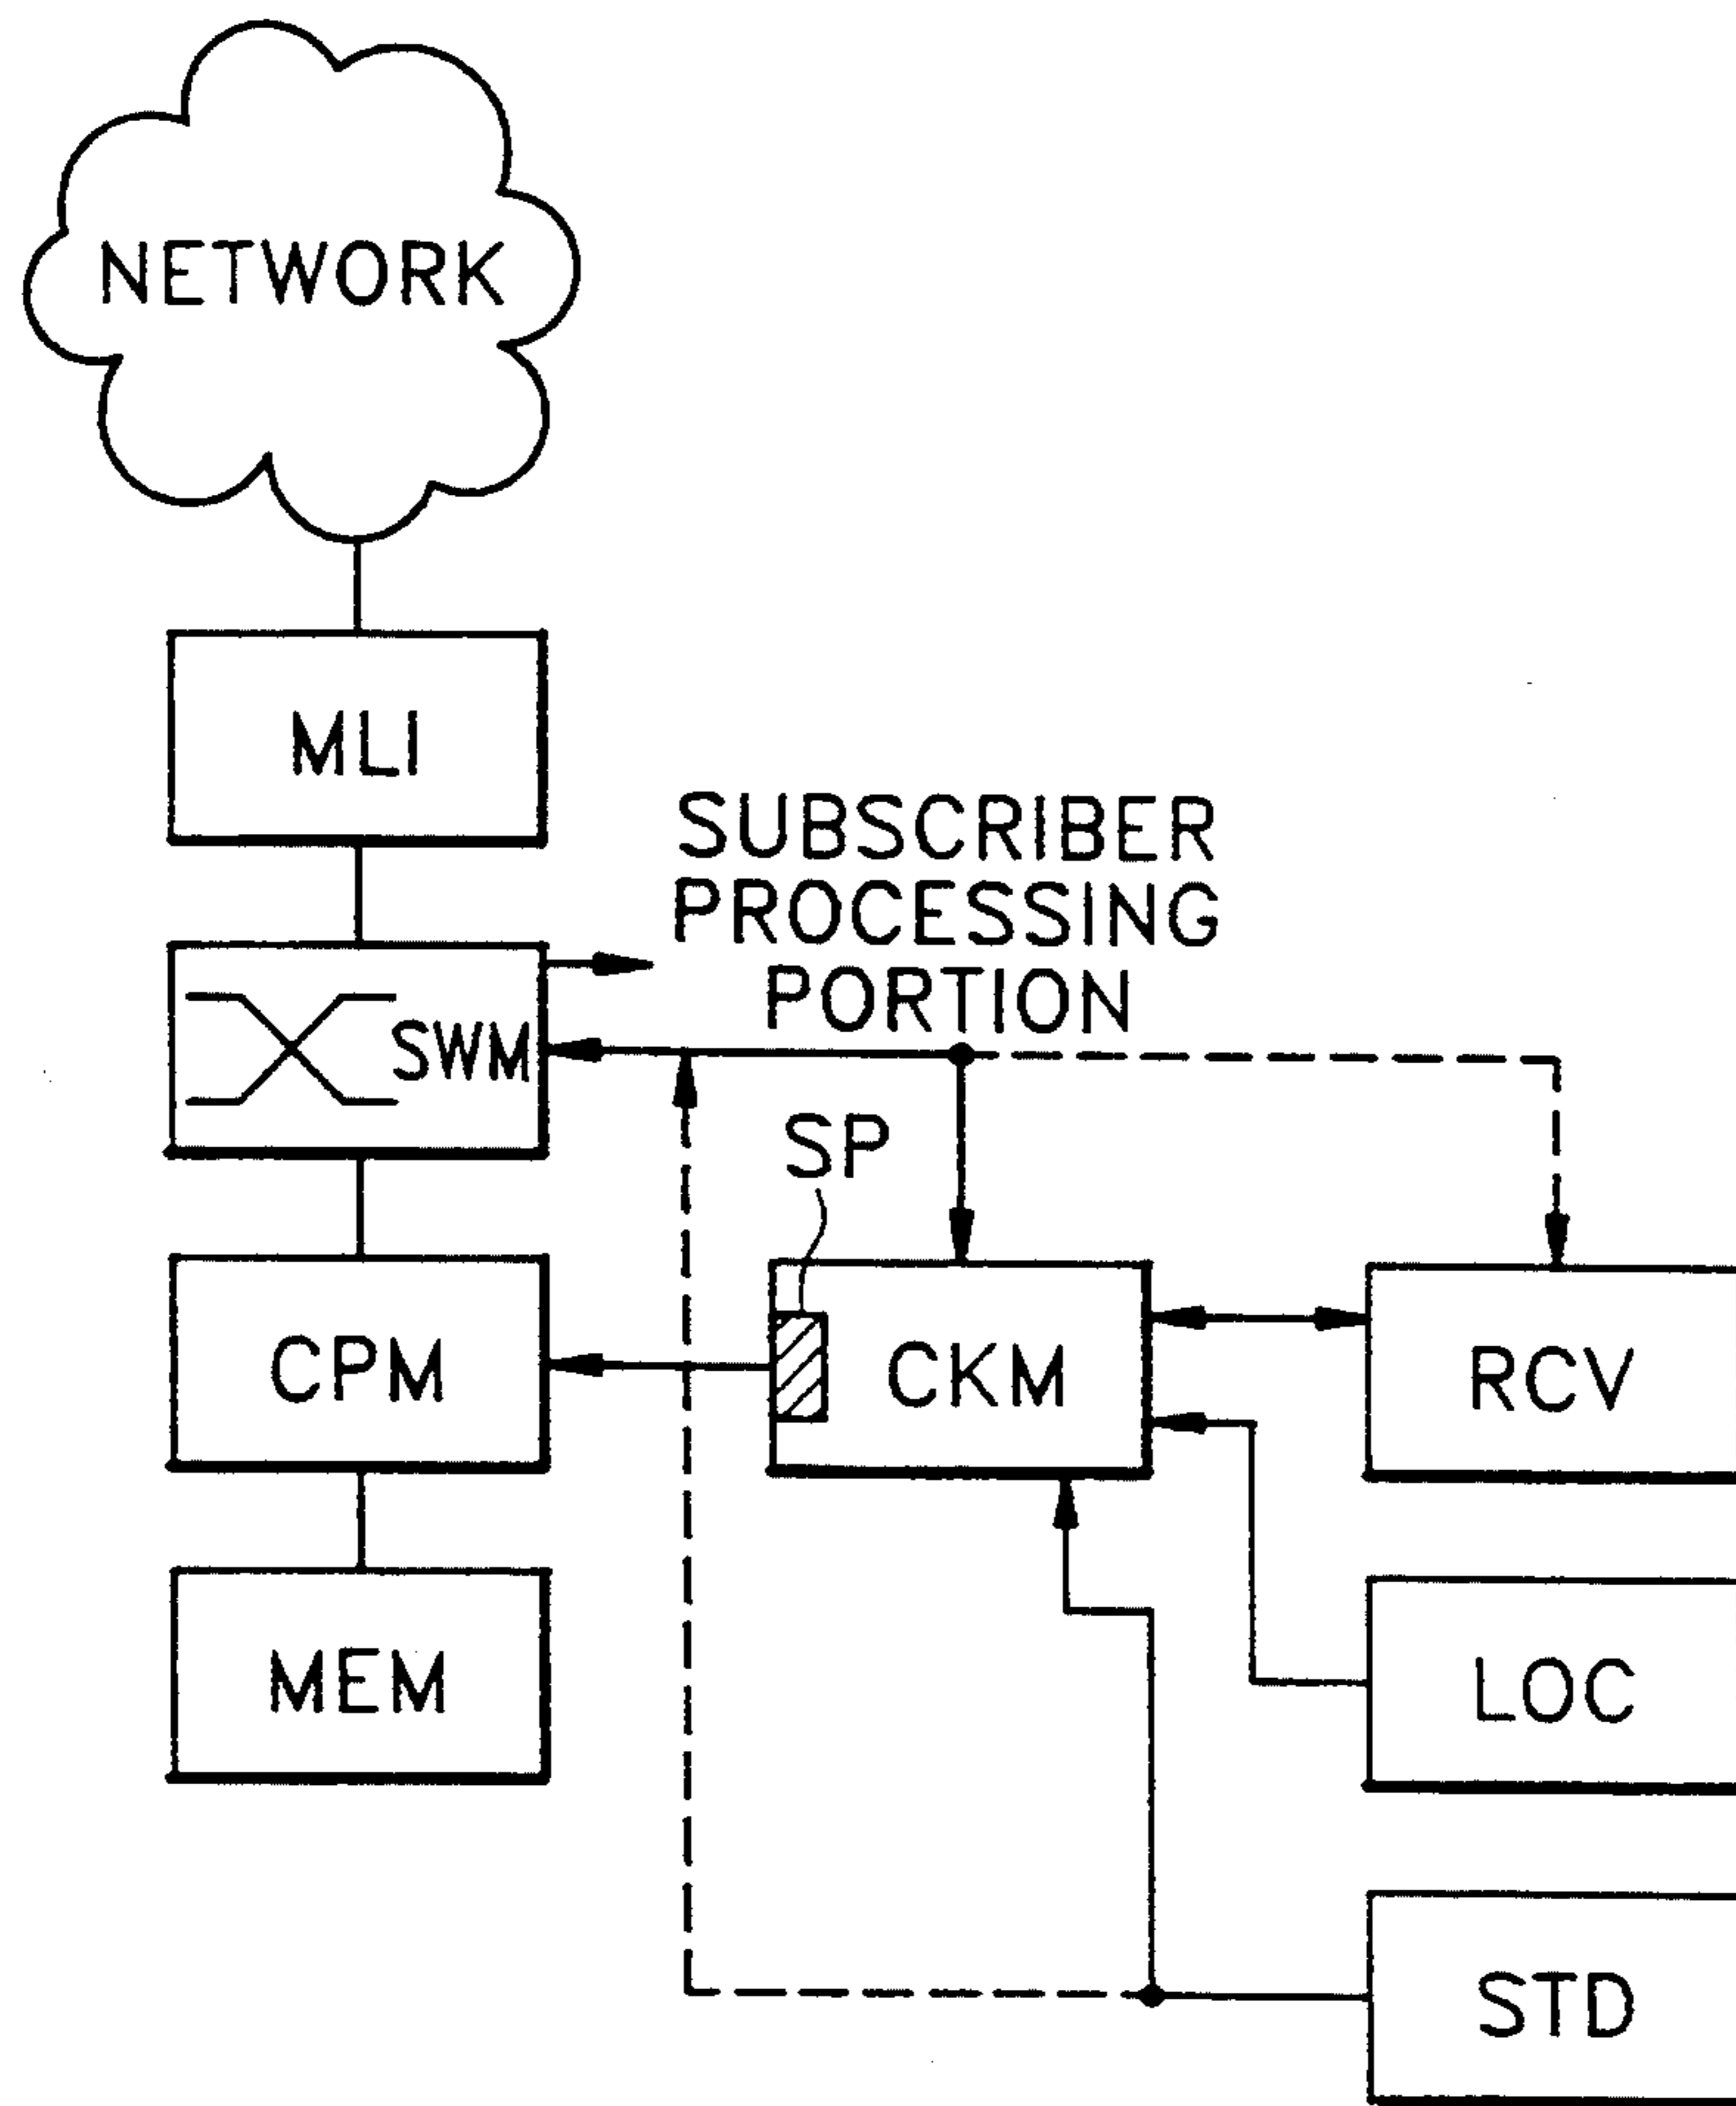 NETWORK
MLI
SUBSCRIBER
PROCESSING
PORTION
SWM
SP
CPM
CKM
RCV
MEM
LOC
STD